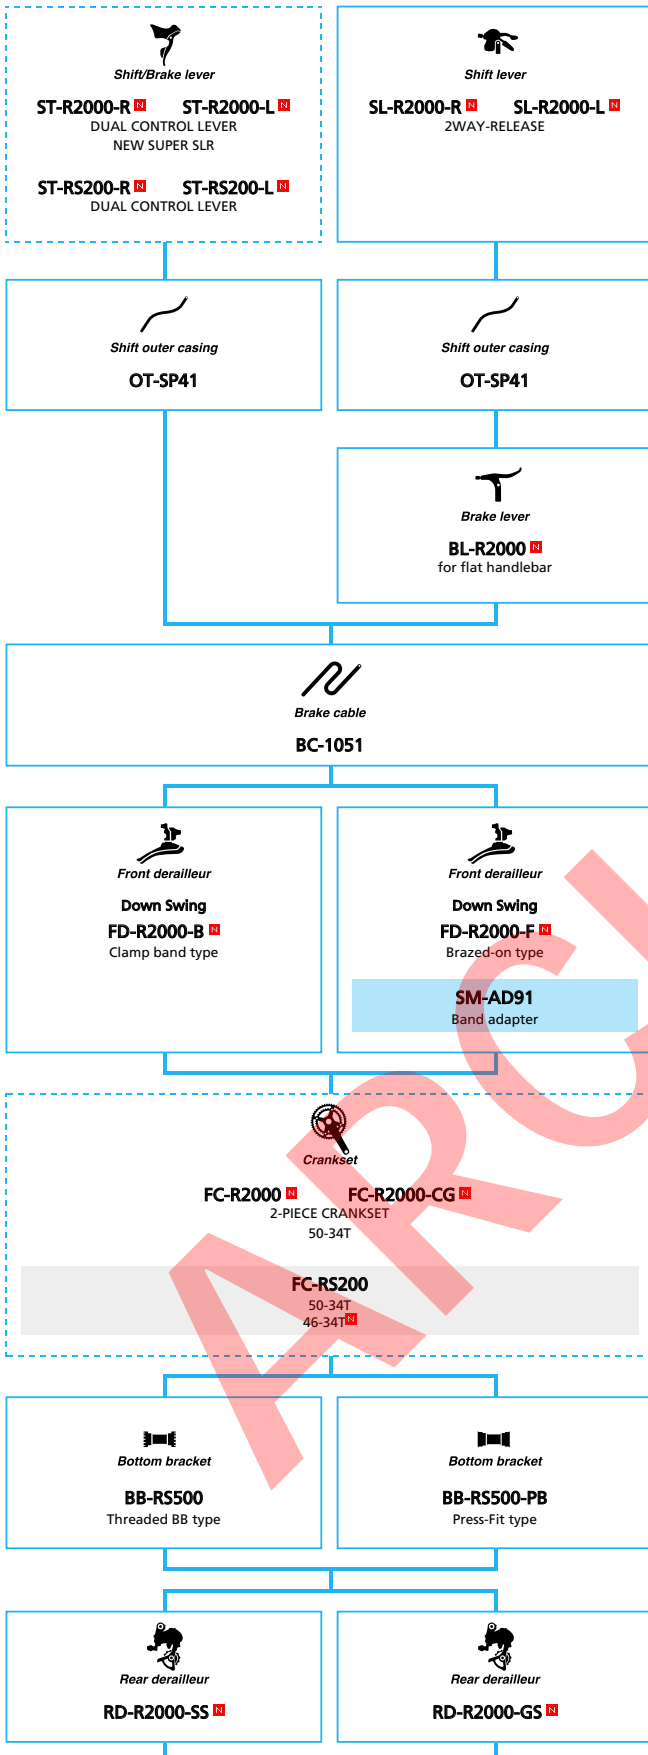 Shift/Brake lever
ST-R2000-R N ST-R2000-L N
DUAL CONTROL LEVER
NEW SUPER SLR
ST-RS200-R N ST-RS200-L N
DUAL CONTROL LEVER
Shift lever
SL-R2000-R N SL-R2000-L N
2WAY-RELEASE
Shift outer casing
OT-SP41
Shift outer casing
OT-SP41
Brake lever
BL-R2000 N
for flat handlebar
Brake cable
BC-1051
Front derailleur
Down Swing
FD-R2000-B N
Clamp band type
Front derailleur
Down Swing
FD-R2000-F N
Brazed-on type
SM-AD91
Band adapter
Crankset
FC-R2000 N FC-R2000-CG N
2-PIECE CRANKSET
50-34T
FC-RS200
50-34T
46-34T N
Bottom bracket
BB-RS500
Threaded BB type
Bottom bracket
BB-RS500-PB
Press-Fit type
Rear derailleur
RD-R2000-SS N
Rear derailleur
RD-R2000-GS N
ARC